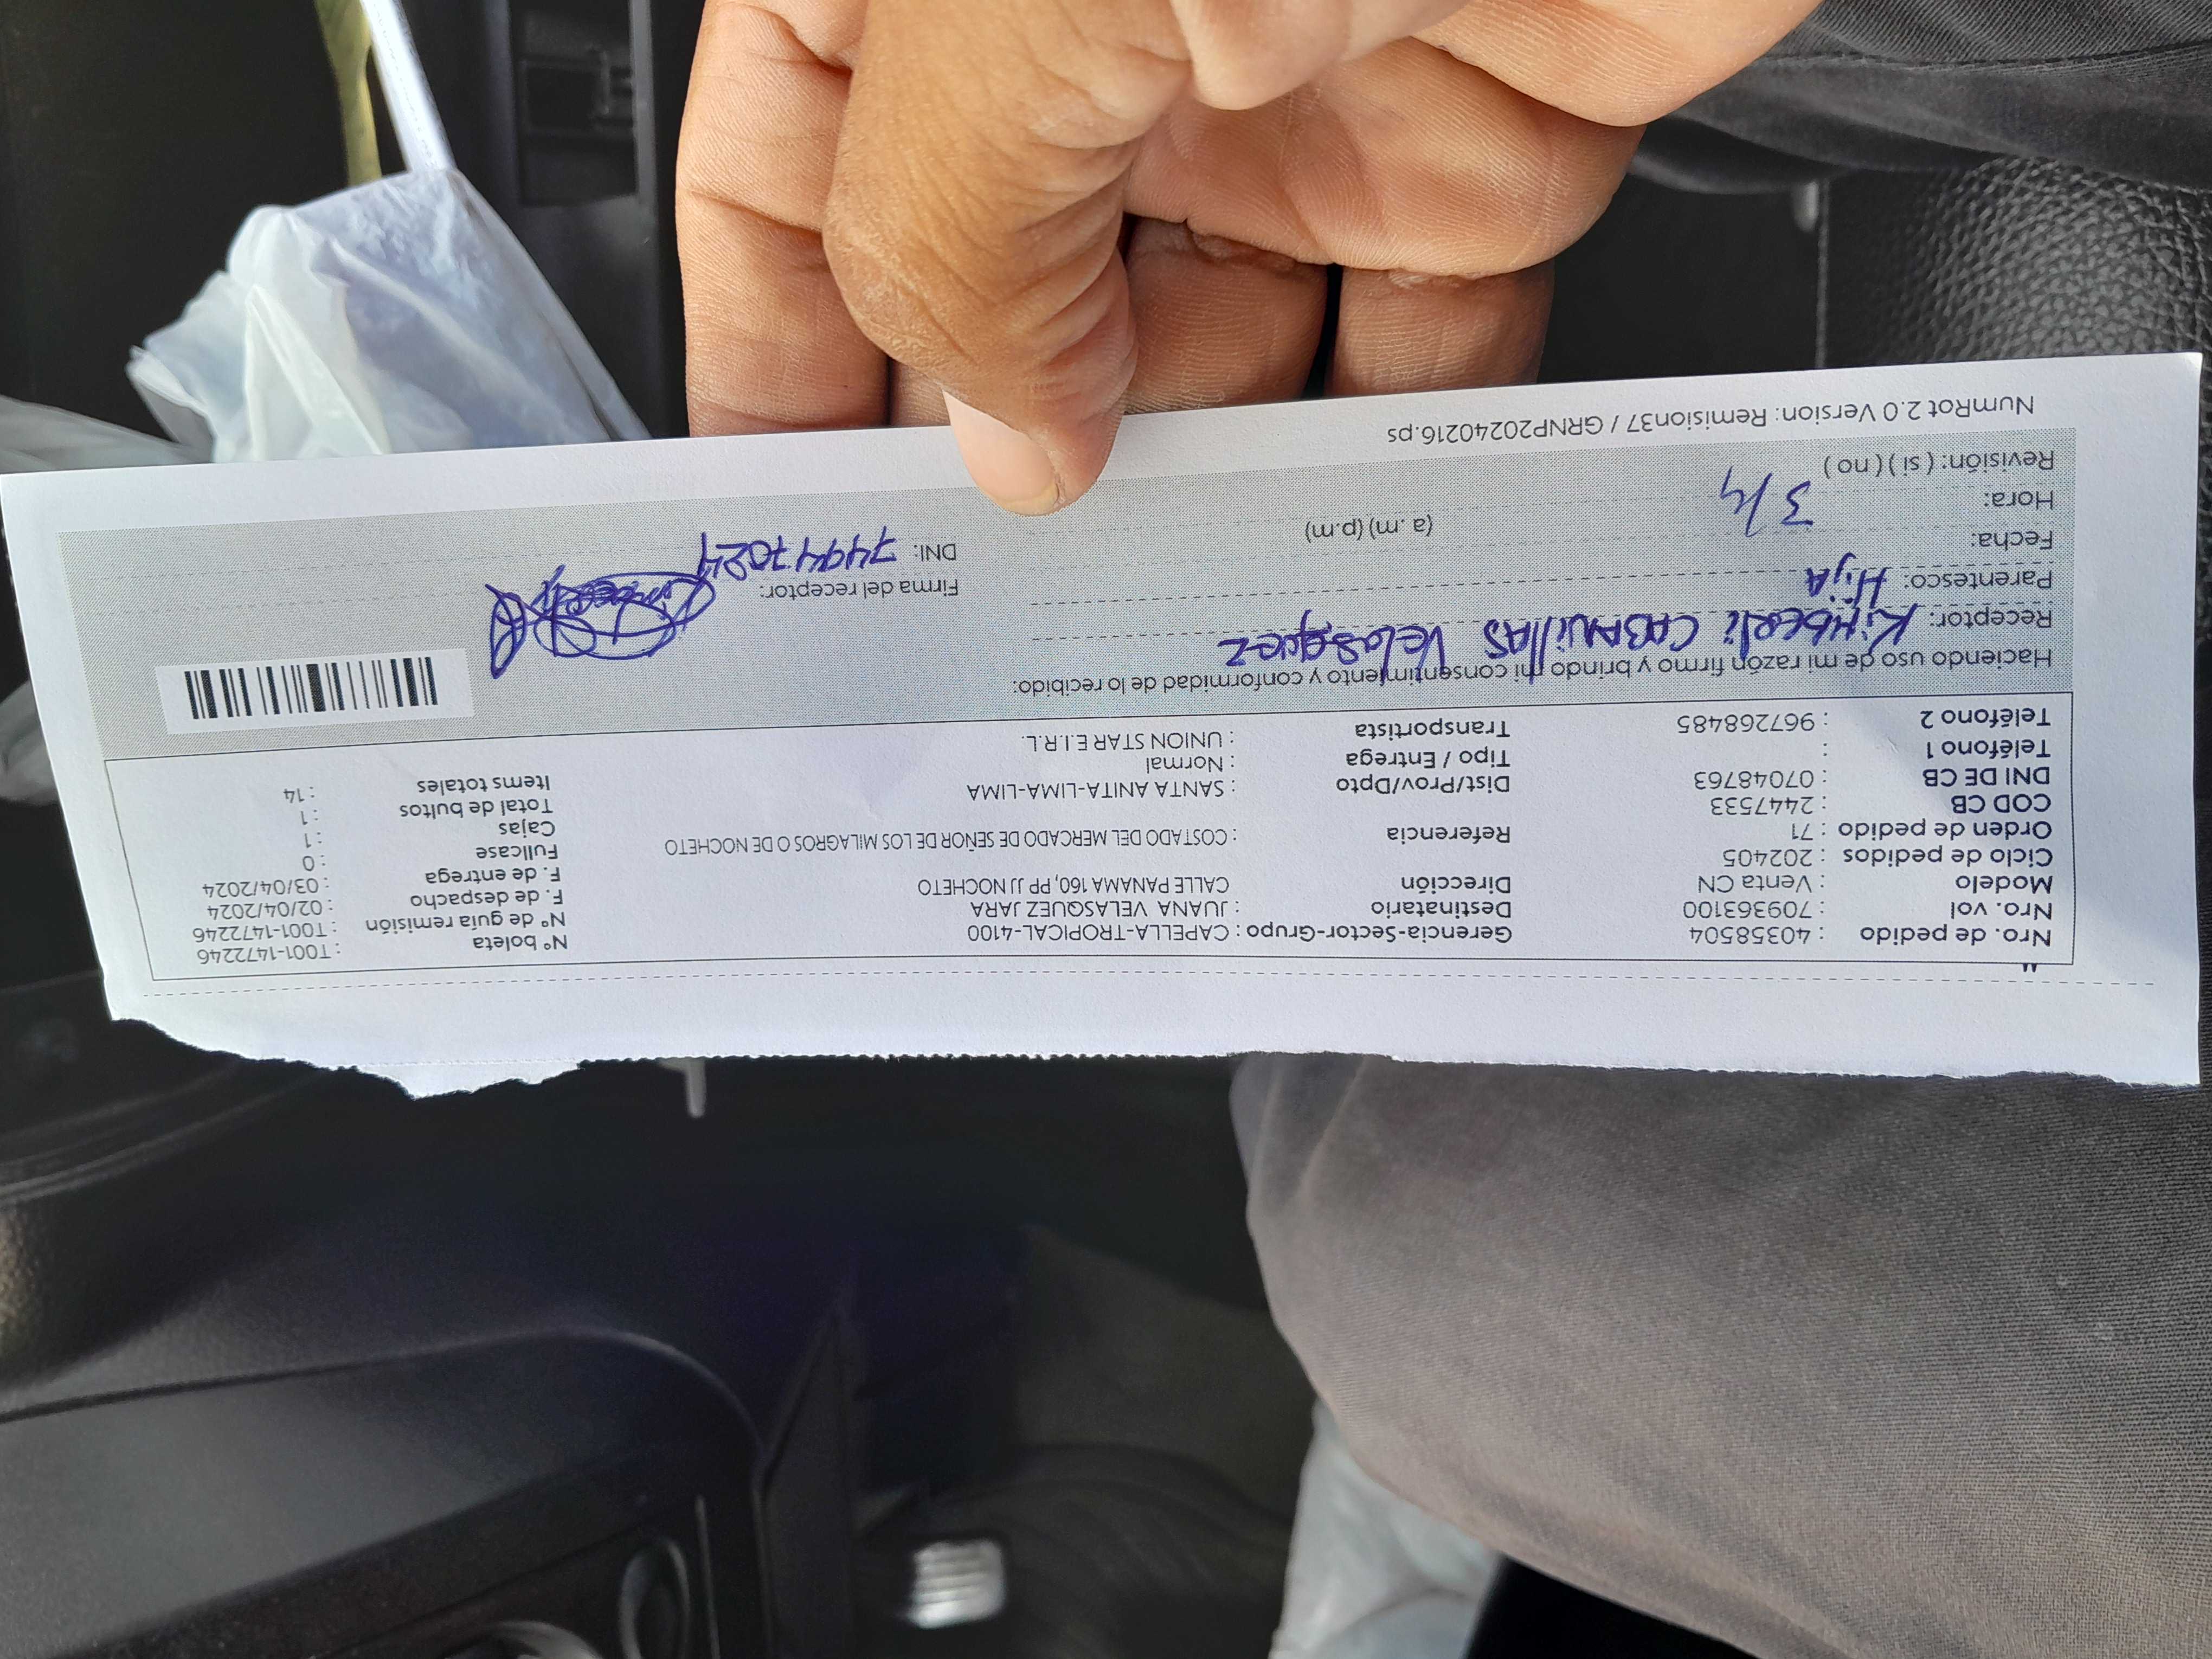 Nro. de pedido : 40358504 Gerencia-Sector-Grupo : CAPELLA-TROPICAL-4100 N° boleta : T001-1472246
Nro. vol : 709363100 Destinatario : JUANA VELASQUEZ JARA N° de guía remisión : T001-1472246
Modelo : Venta CN Dirección CALLE PANAMA 160, PP JJ NOCHETO F. de despacho : 02/04/2024
Ciclo de pedidos : 202405 F. de entrega : 03/04/2024
Orden de pedido : 71 Referencia : COSTADO DEL MERCADO DE SEÑOR DE LOS MILAGROS O DE NOCHETO Fullcase : 0
COD CB : 2447533 Cajas : 1
DNI DE CB : 07048763 Dist/Prov/Dpto : SANTA ANITA-LIMA-LIMA Total de bultos : 1
Teléfono 1 : Tipo / Entrega : Normal Items totales : 14
Teléfono 2 : 967268485 Transportista : UNION STAR E.I.R.L.
Haciendo uso de mi razón firmo y brindo mi consentimiento y conformidad de lo recibido:
Receptor: Kimberli CABANillAS Velasquez
Parentesco: HijA Firma del receptor:
Fecha: 3/4 DNI: 74947024
Hora: (a .m) (p.m)
Revisión: ( si ) ( no )
NumRot 2.0 Version: Remision37 / GRNP20240216.ps